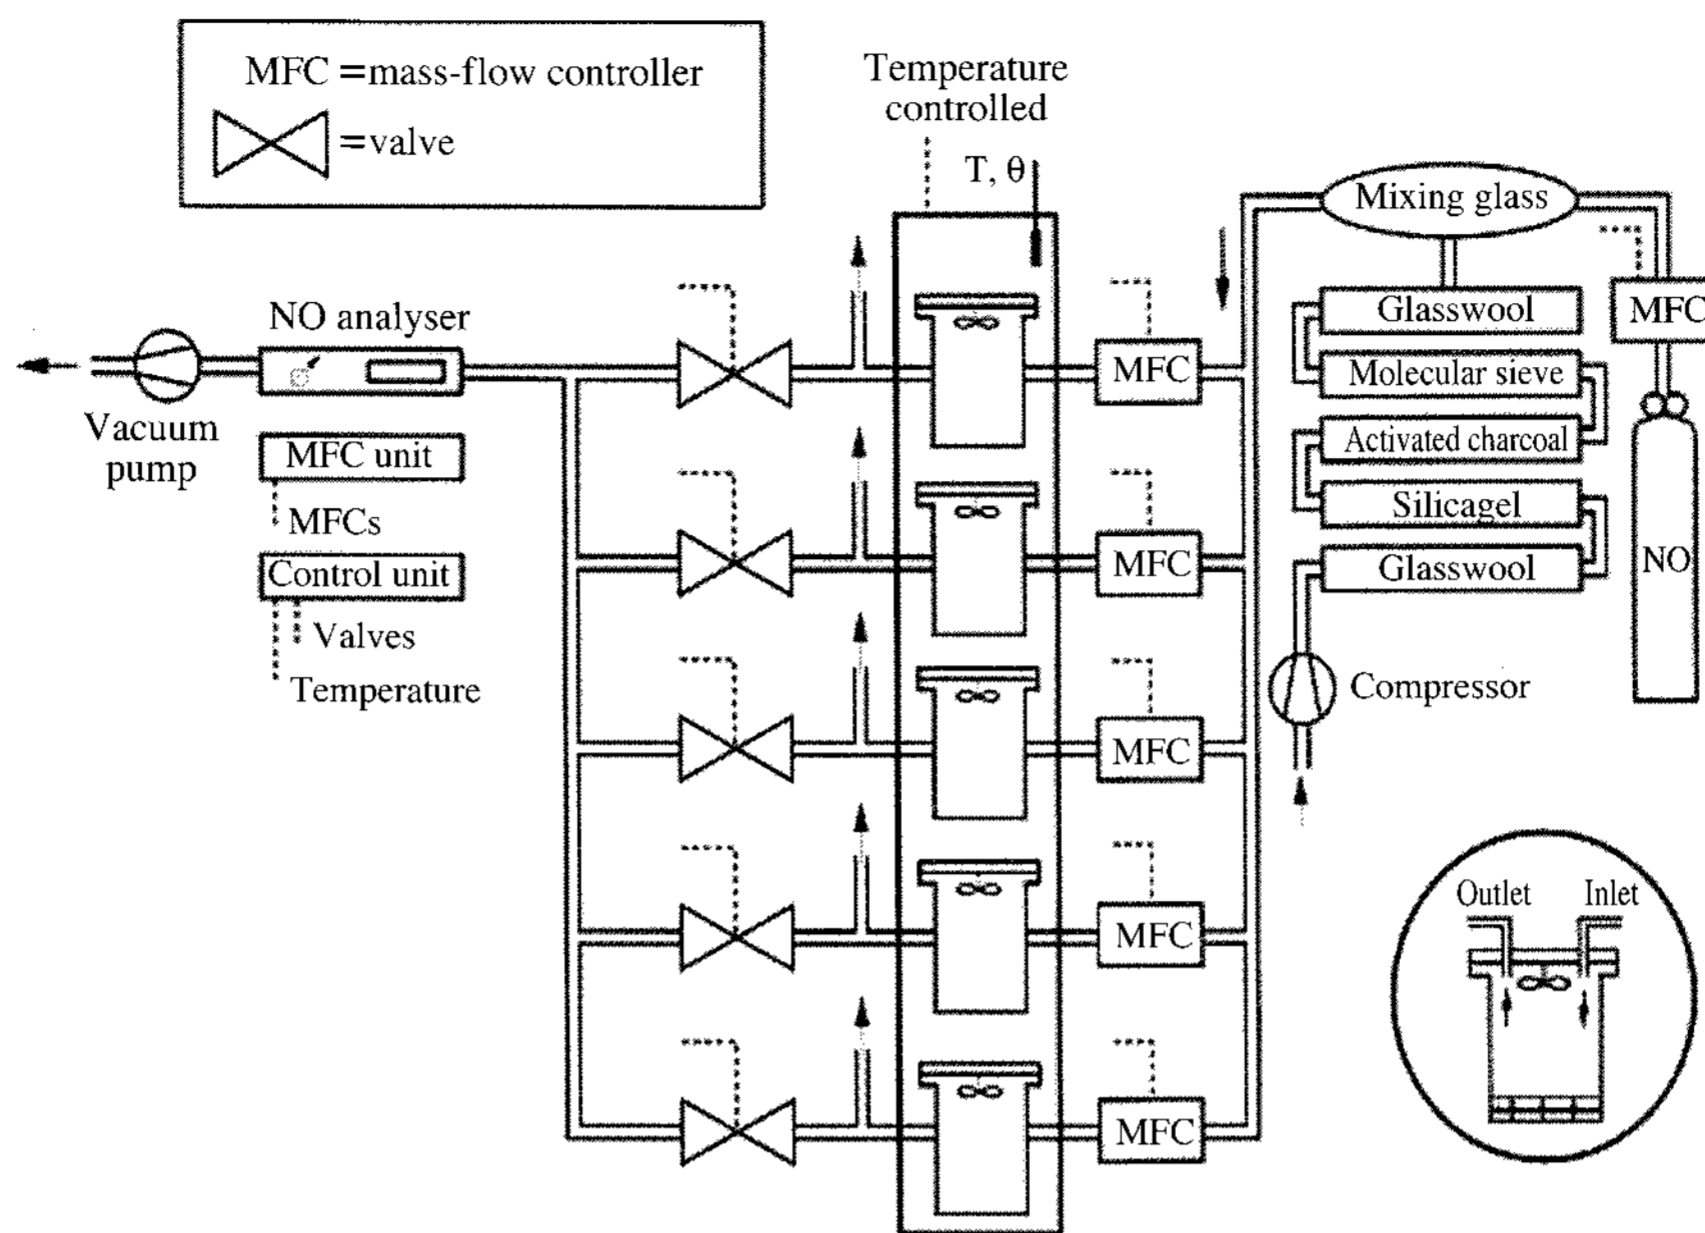 MFC =mass-flow controller
=valve
Temperature
controlled
T, θ
Mixing glass
Glasswool
MFC
Molecular sieve
Activated charcoal
Silicagel
Glasswool
NO
Compressor
NO analyser
Vacuum
pump
MFC unit
MFCs
Control unit
Valves
Temperature
MFC
MFC
MFC
MFC
MFC
Outlet
Inlet